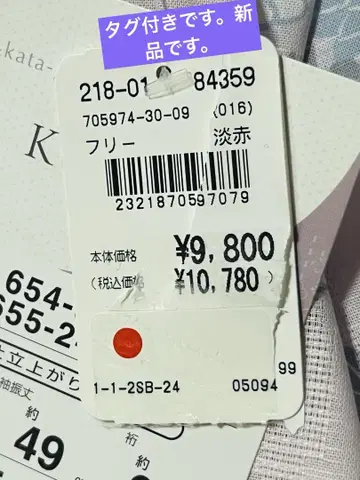 タグ付きです。新
品です。
-kata-
K
218-01 84359
705974-30-09 (016)
フリー 淡赤
2321870597079
本体価格 ¥9,800
(税込価格 ¥10,780)
654-
655-2
仕立上がり
袖振丈
約 約
49 裄
99
1-1-2SB-24 05094